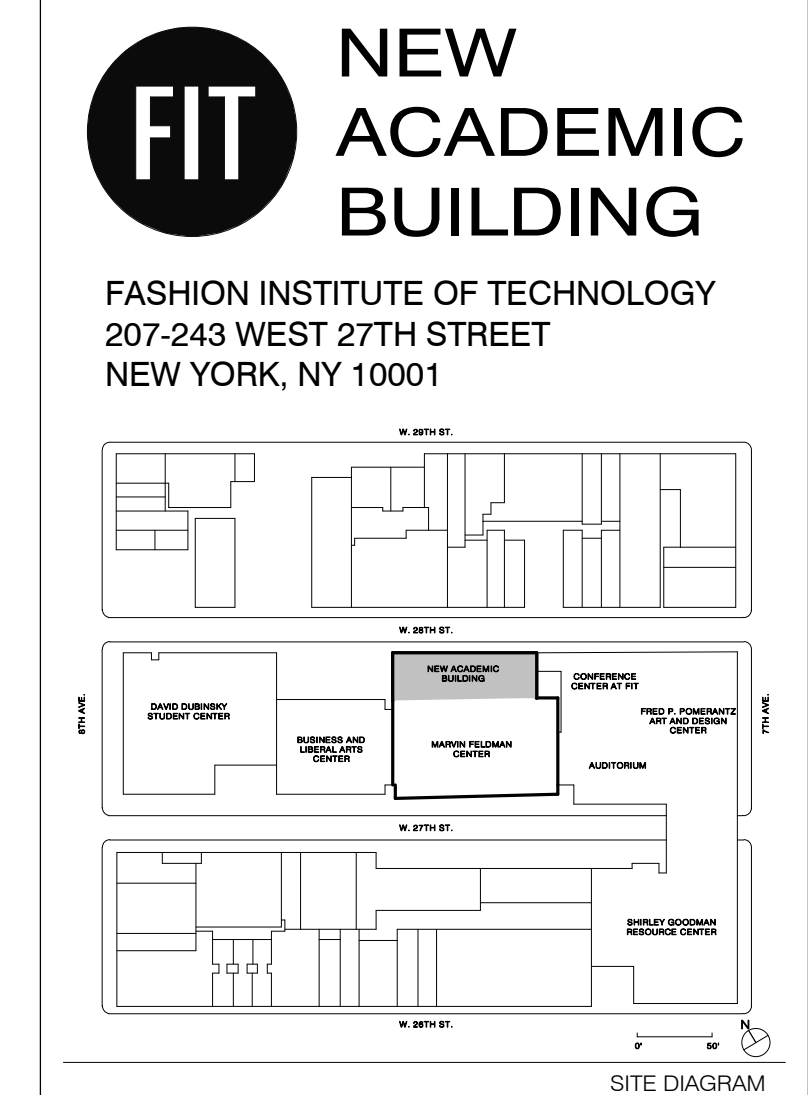 FIT
NEW
ACADEMIC
BUILDING
FASHION INSTITUTE OF TECHNOLOGY
207-243 WEST 27TH STREET
NEW YORK, NY 10001
W. 29TH ST.
W. 28TH ST.
8TH AVE.
DAVID DUBINSKY
STUDENT CENTER
BUSINESS AND
LIBERAL ARTS
CENTER
NEW ACADEMIC
BUILDING
MARVIN FELDMAN
CENTER
CONFERENCE
CENTER AT FIT
FRED P. POMERANTZ
ART AND DESIGN
CENTER
AUDITORIUM
7TH AVE.
W. 27TH ST.
SHIRLEY GOODMAN
RESOURCE CENTER
W. 26TH ST.
0'
50'
N
SITE DIAGRAM